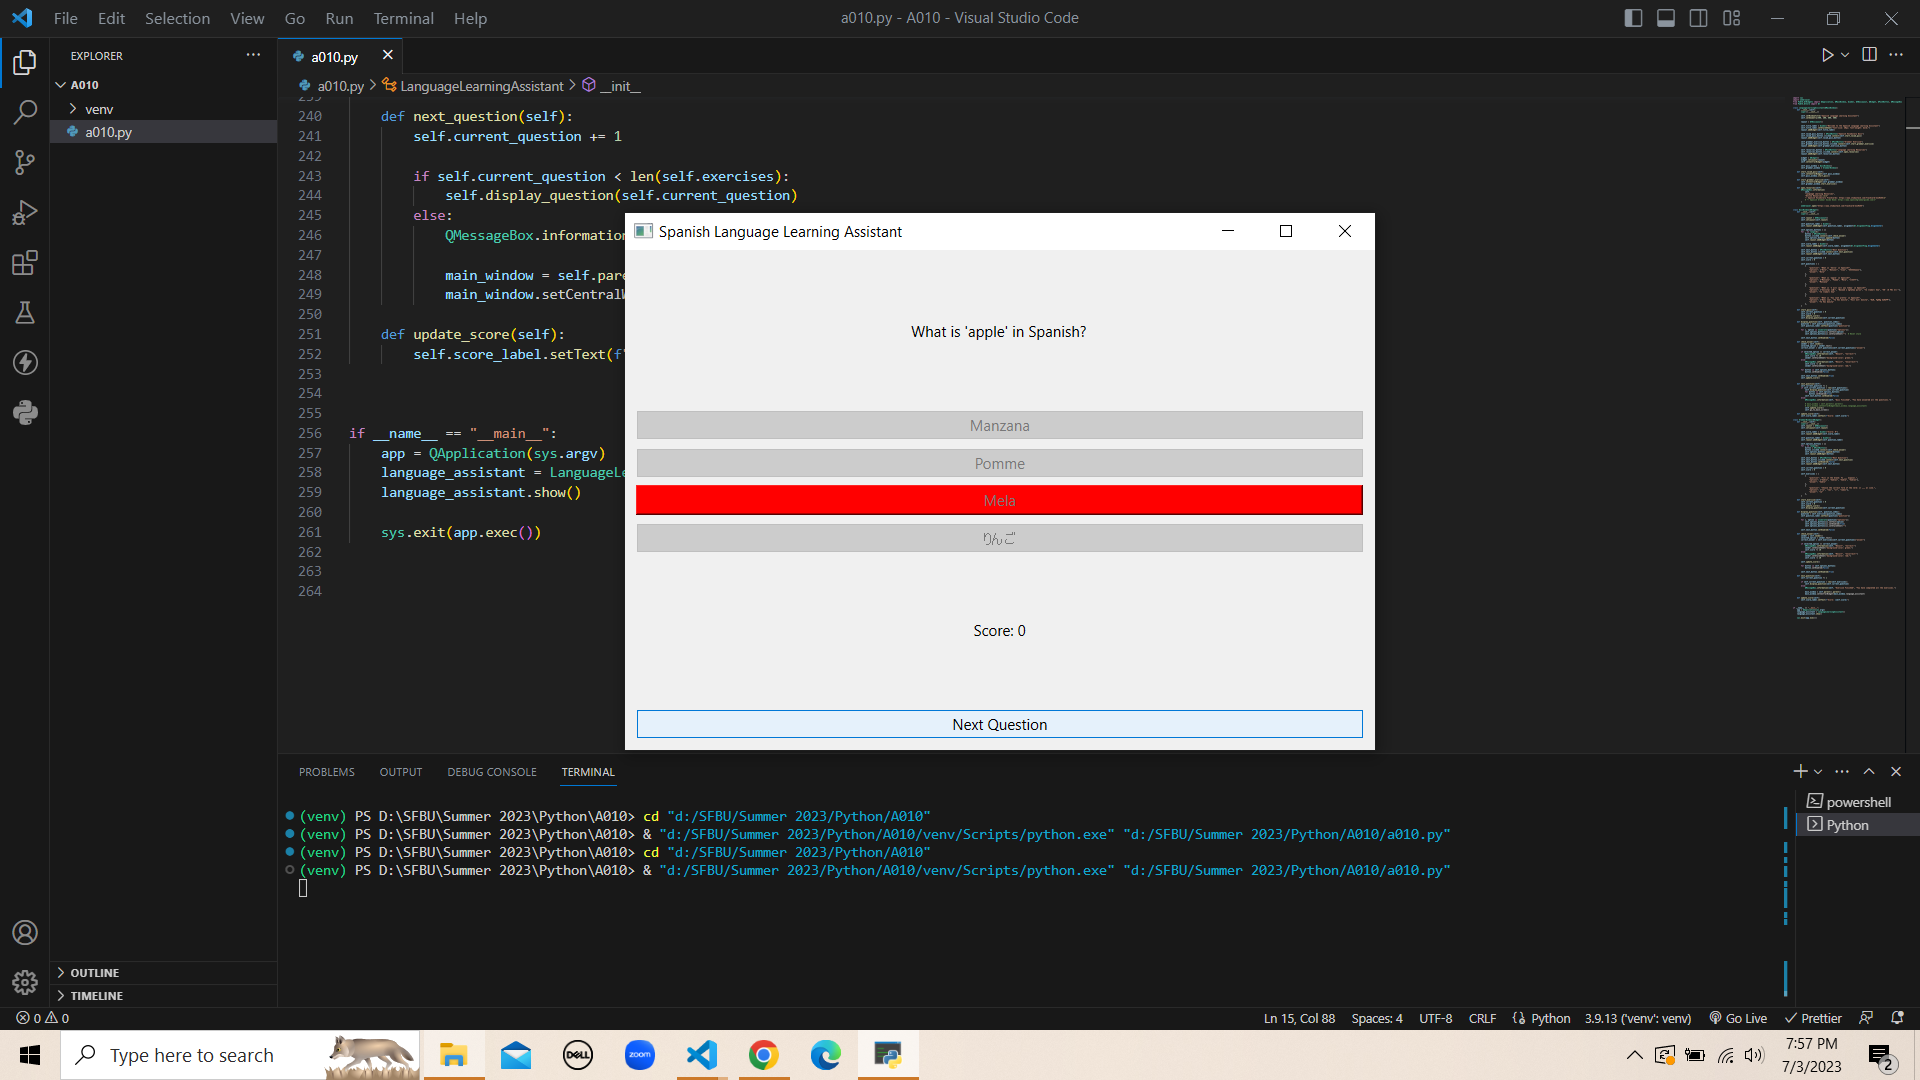 File Edit Selection View Go Run Terminal Help
a010.py - A010 - Visual Studio Code
EXPLORER
A010
venv
a010.py
OUTLINE
TIMELINE
a010.py
a010.py > LanguageLearningAssistant > __init__
240 def next_question(self):
241 self.current_question += 1
242
243 if self.current_question < len(self.exercises):
244 self.display_question(self.current_question)
245 else:
246 QMessageBox.information
247
248 main_window = self.pare
249 main_window.setCentralW
250
251 def update_score(self):
252 self.score_label.setText(f"
253
254
255
256 if __name__ == "__main__":
257 app = QApplication(sys.argv)
258 language_assistant = LanguageLe
259 language_assistant.show()
260
261 sys.exit(app.exec())
262
263
264
Spanish Language Learning Assistant
What is 'apple' in Spanish?
Manzana
Pomme
Mela
りんご
Score: 0
Next Question
PROBLEMS OUTPUT DEBUG CONSOLE TERMINAL
(venv) PS D:\SFBU\Summer 2023\Python\A010> cd "d:/SFBU/Summer 2023/Python/A010"
(venv) PS D:\SFBU\Summer 2023\Python\A010> & "d:/SFBU/Summer 2023/Python/A010/venv/Scripts/python.exe" "d:/SFBU/Summer 2023/Python/A010/a010.py"
(venv) PS D:\SFBU\Summer 2023\Python\A010> cd "d:/SFBU/Summer 2023/Python/A010"
(venv) PS D:\SFBU\Summer 2023\Python\A010> & "d:/SFBU/Summer 2023/Python/A010/venv/Scripts/python.exe" "d:/SFBU/Summer 2023/Python/A010/a010.py"
powershell
Python
0 0
Ln 15, Col 88 Spaces: 4 UTF-8 CRLF Python 3.9.13 ('venv': venv) Go Live Prettier
Type here to search
DELL
zoom
7:57 PM
7/3/2023
2